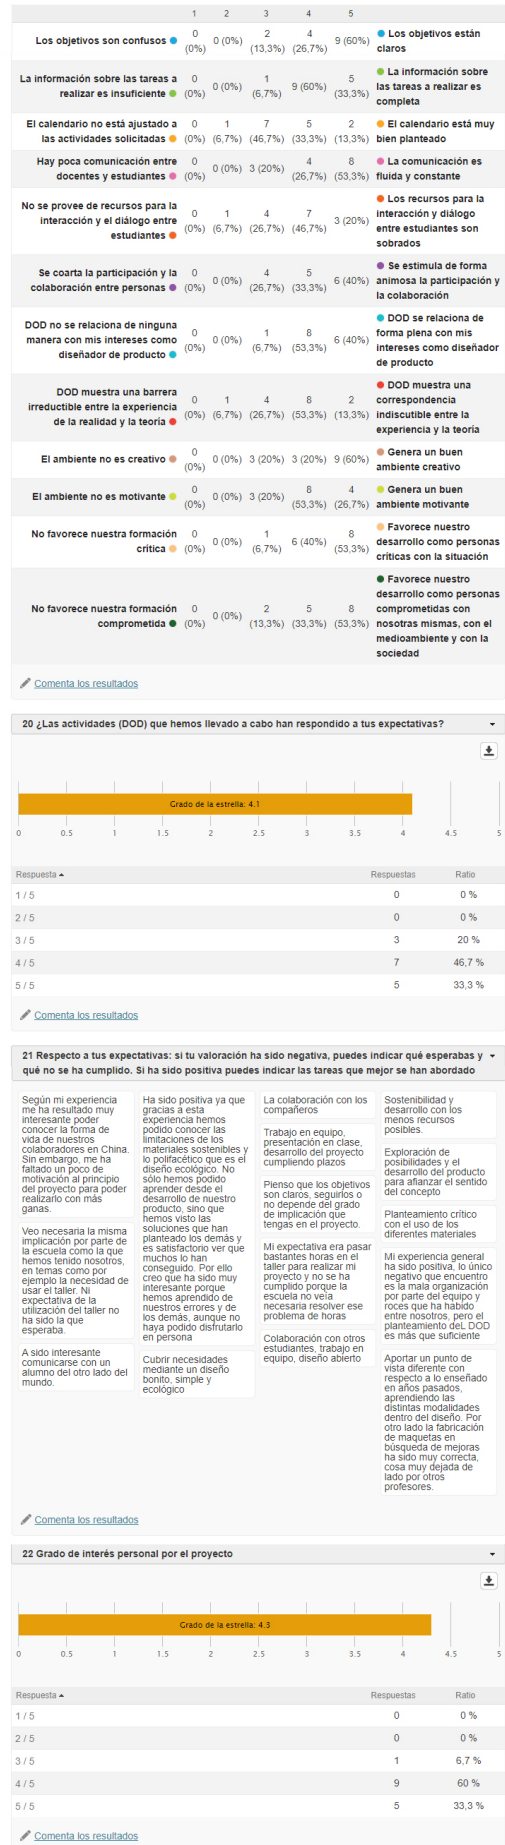 1 2 3 4 5
Los objetivos son confusos 0 (0%) 0 (0%) 2 (13,3%) 4 (26,7%) 9 (60%) Los objetivos están claros
La información sobre las tareas a realizar es insuficiente 0 (0%) 0 (0%) 1 (6,7%) 9 (60%) 5 (33,3%) La información sobre las tareas a realizar es completa
El calendario no está ajustado a las actividades solicitadas 0 (0%) 1 (6,7%) 7 (46,7%) 5 (33,3%) 2 (13,3%) El calendario está muy bien planteado
Hay poca comunicación entre docentes y estudiantes 0 (0%) 0 (0%) 3 (20%) 4 (26,7%) 8 (53,3%) La comunicación es fluida y constante
No se provee de recursos para la interacción y el diálogo entre estudiantes 0 (0%) 1 (6,7%) 4 (26,7%) 7 (46,7%) 3 (20%) Los recursos para la interacción y diálogo entre estudiantes son sobrados
Se coarta la participación y la colaboración entre personas 0 (0%) 0 (0%) 4 (26,7%) 5 (33,3%) 6 (40%) Se estimula de forma animosa la participación y la colaboración
DOD no se relaciona de ninguna manera con mis intereses como diseñador de producto 0 (0%) 0 (0%) 1 (6,7%) 8 (53,3%) 6 (40%) DOD se relaciona de forma plena con mis intereses como diseñador de producto
DOD muestra una barrera irreductible entre la experiencia de la realidad y la teoría 0 (0%) 1 (6,7%) 4 (26,7%) 8 (53,3%) 2 (13,3%) DOD muestra una correspondencia indiscutible entre la experiencia y la teoría
El ambiente no es creativo 0 (0%) 0 (0%) 3 (20%) 3 (20%) 9 (60%) Genera un buen ambiente creativo
El ambiente no es motivante 0 (0%) 0 (0%) 3 (20%) 8 (53,3%) 4 (26,7%) Genera un buen ambiente motivante
No favorece nuestra formación crítica 0 (0%) 0 (0%) 1 (6,7%) 6 (40%) 8 (53,3%) Favorece nuestro desarrollo como personas críticas con la situación
No favorece nuestra formación comprometida 0 (0%) 0 (0%) 2 (13,3%) 5 (33,3%) 8 (53,3%) Favorece nuestro desarrollo como personas comprometidas con nosotras mismas, con el medioambiente y con la sociedad
Comenta los resultados
20 ¿Las actividades (DOD) que hemos llevado a cabo han respondido a tus expectativas?
Grado de la estrella: 4.1
0 0.5 1 1.5 2 2.5 3 3.5 4 4.5 5
Respuesta Respuestas Ratio
1 / 5 0 0 %
2 / 5 0 0 %
3 / 5 3 20 %
4 / 5 7 46,7 %
5 / 5 5 33,3 %
Comenta los resultados
21 Respecto a tus expectativas: si tu valoración ha sido negativa, puedes indicar qué esperabas y
qué no se ha cumplido. Si ha sido positiva puedes indicar las tareas que mejor se han abordado
Según mi experiencia
me ha resultado muy
interesante poder
conocer la forma de
vida de nuestros
colaboradores en China.
Sin embargo, me ha
faltado un poco de
motivación al principio
del proyecto para poder
realizarlo con más
ganas.
Veo necesaria la misma
implicación por parte de
la escuela como la que
hemos tenido nosotros,
en temas como por
ejemplo la necesidad de
usar el taller. Ni
expectativa de la
utilización del taller no
ha sido la que
esperaba.
A sido interesante
comunicarse con un
alumno del otro lado del
mundo.
Ha sido positiva ya que
gracias a esta
experiencia hemos
podido conocer las
limitaciones de los
materiales sostenibles y
lo polifacético que es el
diseño ecológico. No
sólo hemos podido
aprender desde el
desarrollo de nuestro
producto, sino que
hemos visto las
soluciones que han
planteado los demás y
es satisfactorio ver que
muchos lo han
conseguido. Por ello
creo que ha sido muy
interesante porque
hemos aprendido de
nuestros errores y de
los demás, aunque no
haya podido disfrutarlo
en persona
Cubrir necesidades
mediante un diseño
bonito, simple y
ecológico
La colaboración con los
compañeros
Trabajo en equipo,
presentación en clase,
desarrollo del proyecto
cumpliendo plazos
Pienso que los objetivos
son claros, seguirlos o
no depende del grado
de implicación que
tengas en el proyecto.
Mi expectativa era pasar
bastantes horas en el
taller para realizar mi
proyecto y no se ha
cumplido porque la
escuela no veía
necesaria resolver ese
problema de horas
Colaboración con otros
estudiantes, trabajo en
equipo, diseño abierto
Sostenibilidad y
desarrollo con los
menos recursos
posibles.
Exploración de
posibilidades y el
desarrollo del producto
para afianzar el sentido
del concepto
Planteamiento crítico
con el uso de los
diferentes materiales
Mi experiencia general
ha sido positiva, lo único
negativo que encuentro
es la mala organización
por parte del equipo y
roces que ha habido
entre nosotros, pero el
planteamiento deL DOD
es más que suficiente
Aportar un punto de
vista diferente con
respecto a lo enseñado
en años pasados,
aprendiendo las
distintas modalidades
dentro del diseño. Por
otro lado la fabricación
de maquetas en
búsqueda de mejoras
ha sido muy correcta,
cosa muy dejada de
lado por otros
profesores.
Comenta los resultados
22 Grado de interés personal por el proyecto
Grado de la estrella: 4.3
0 0.5 1 1.5 2 2.5 3 3.5 4 4.5 5
Respuesta Respuestas Ratio
1 / 5 0 0 %
2 / 5 0 0 %
3 / 5 1 6,7 %
4 / 5 9 60 %
5 / 5 5 33,3 %
Comenta los resultados